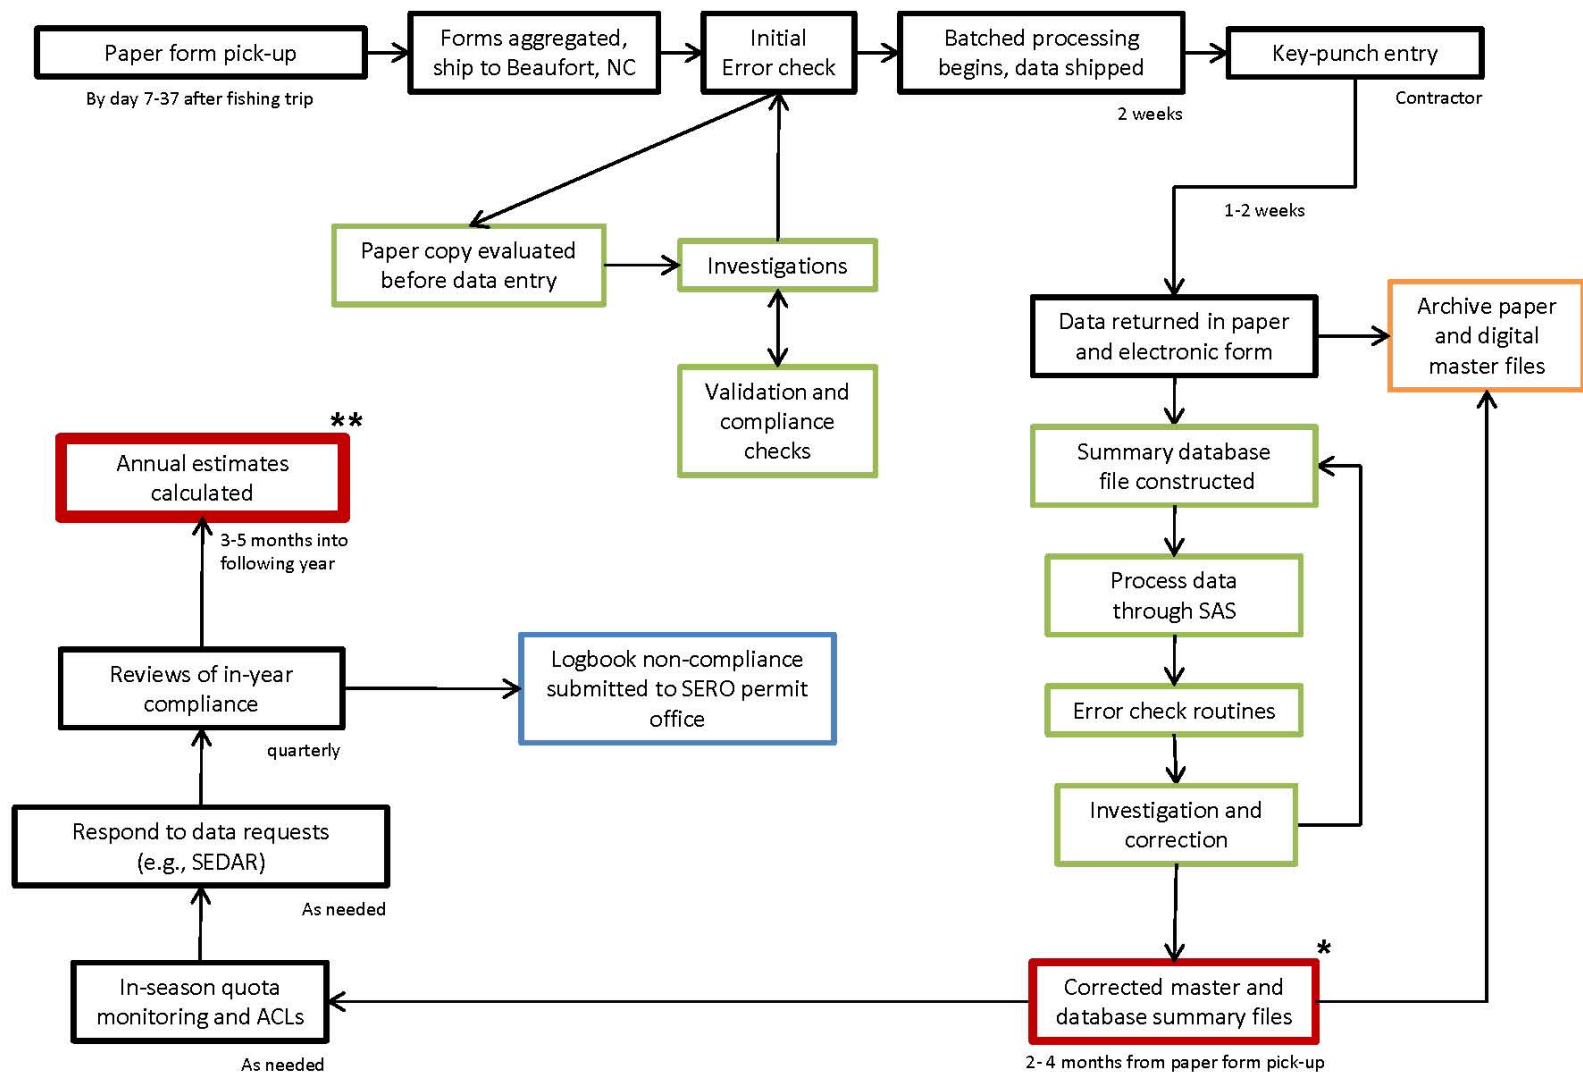 Paper form pick-up
By day 7-37 after fishing trip
Forms aggregated,
ship to Beaufort, NC
Initial
Error check
Batched processing
begins, data shipped
2 weeks
Key-punch entry
Contractor
1-2 weeks
Paper copy evaluated
before data entry
Investigations
Validation and
compliance
checks
Data returned in paper
and electronic form
Archive paper
and digital
master files
Summary database
file constructed
Process data
through SAS
Error check routines
Investigation and
correction
*
Corrected master and
database summary files
2- 4 months from paper form pick-up
In-season quota
monitoring and ACLs
As needed
Respond to data requests
(e.g., SEDAR)
As needed
Reviews of in-year
compliance
quarterly
Logbook non-compliance
submitted to SERO permit
office
**
Annual estimates
calculated
3-5 months into
following year